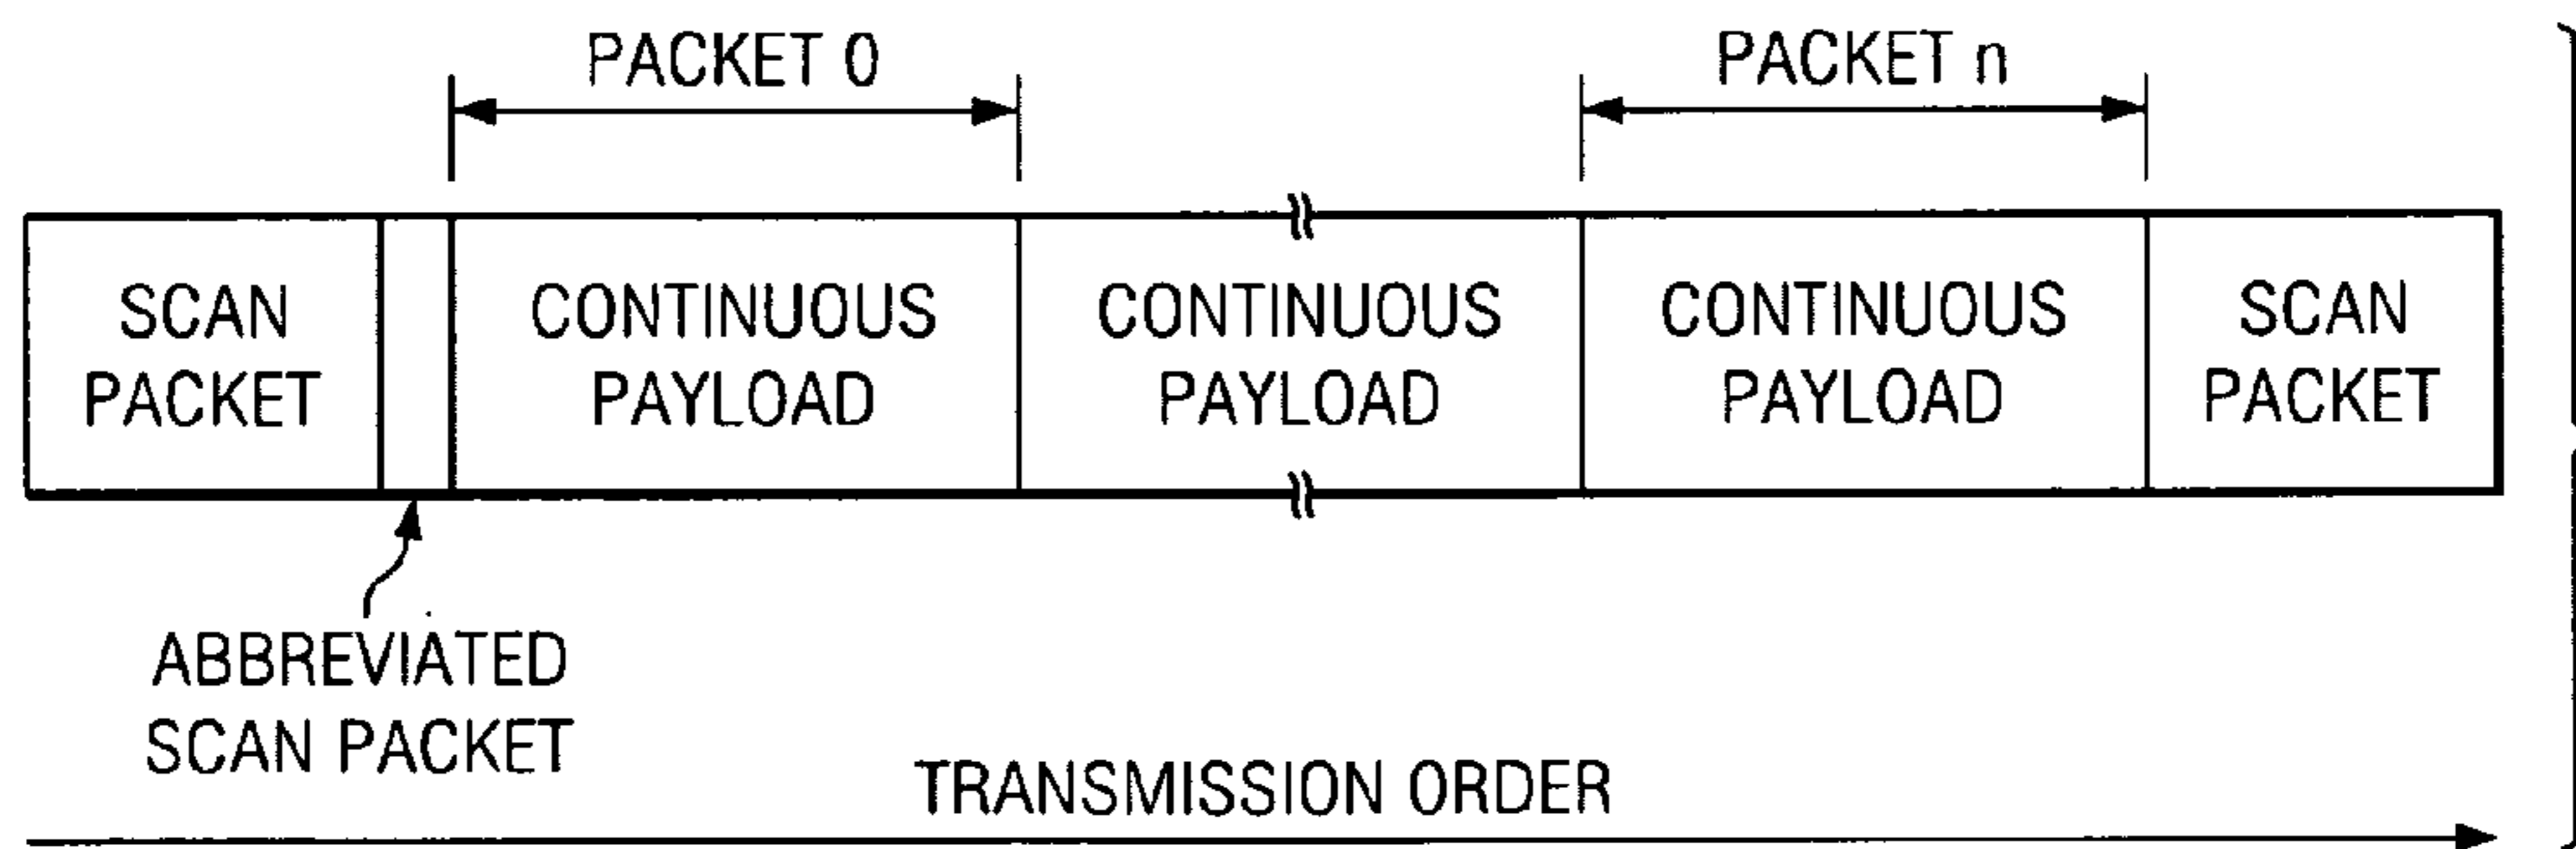 PACKET 0
PACKET n
SCAN
PACKET
CONTINUOUS
PAYLOAD
CONTINUOUS
PAYLOAD
CONTINUOUS
PAYLOAD
SCAN
PACKET
ABBREVIATED
SCAN PACKET
TRANSMISSION ORDER